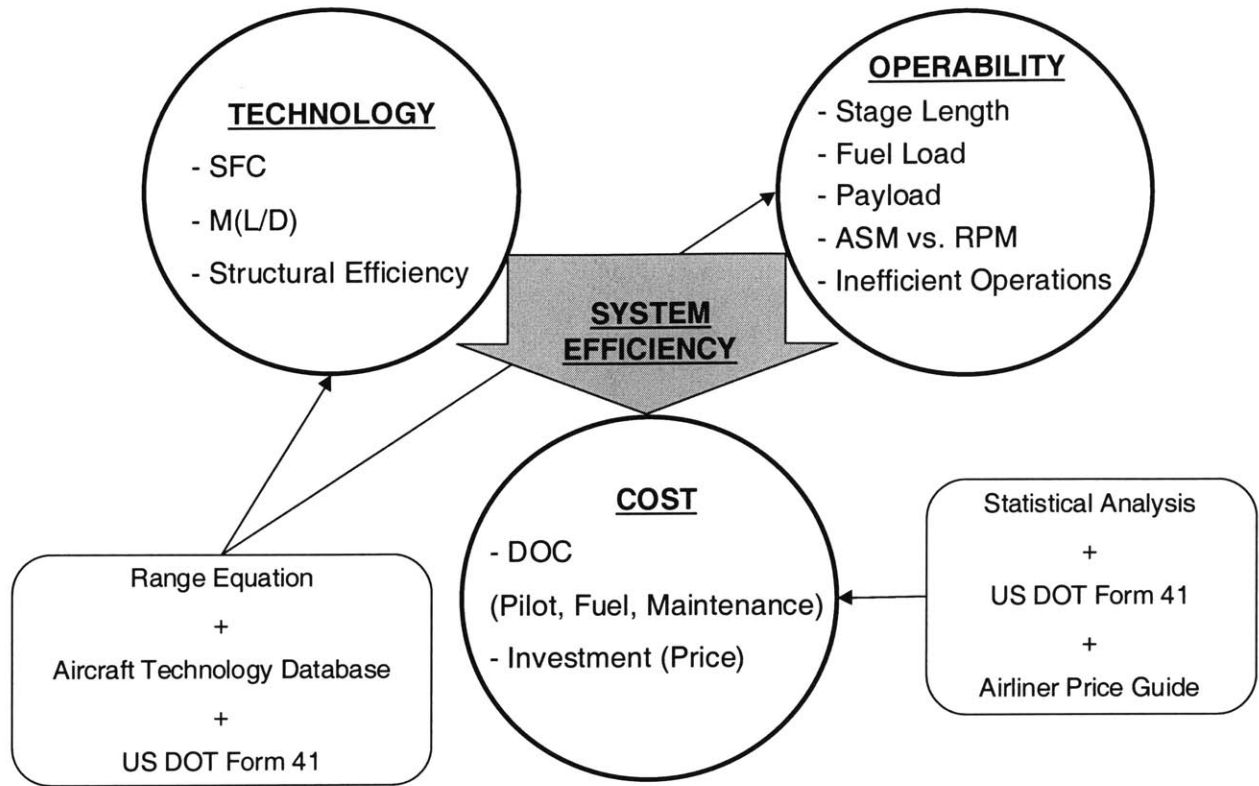 TECHNOLOGY
- SFC
- M(L/D)
- Structural Efficiency
OPERABILITY
- Stage Length
- Fuel Load
- Payload
- ASM vs. RPM
- Inefficient Operations
SYSTEM
EFFICIENCY
COST
- DOC
(Pilot, Fuel, Maintenance)
- Investment (Price)
Range Equation
+
Aircraft Technology Database
+
US DOT Form 41
Statistical Analysis
+
US DOT Form 41
+
Airliner Price Guide